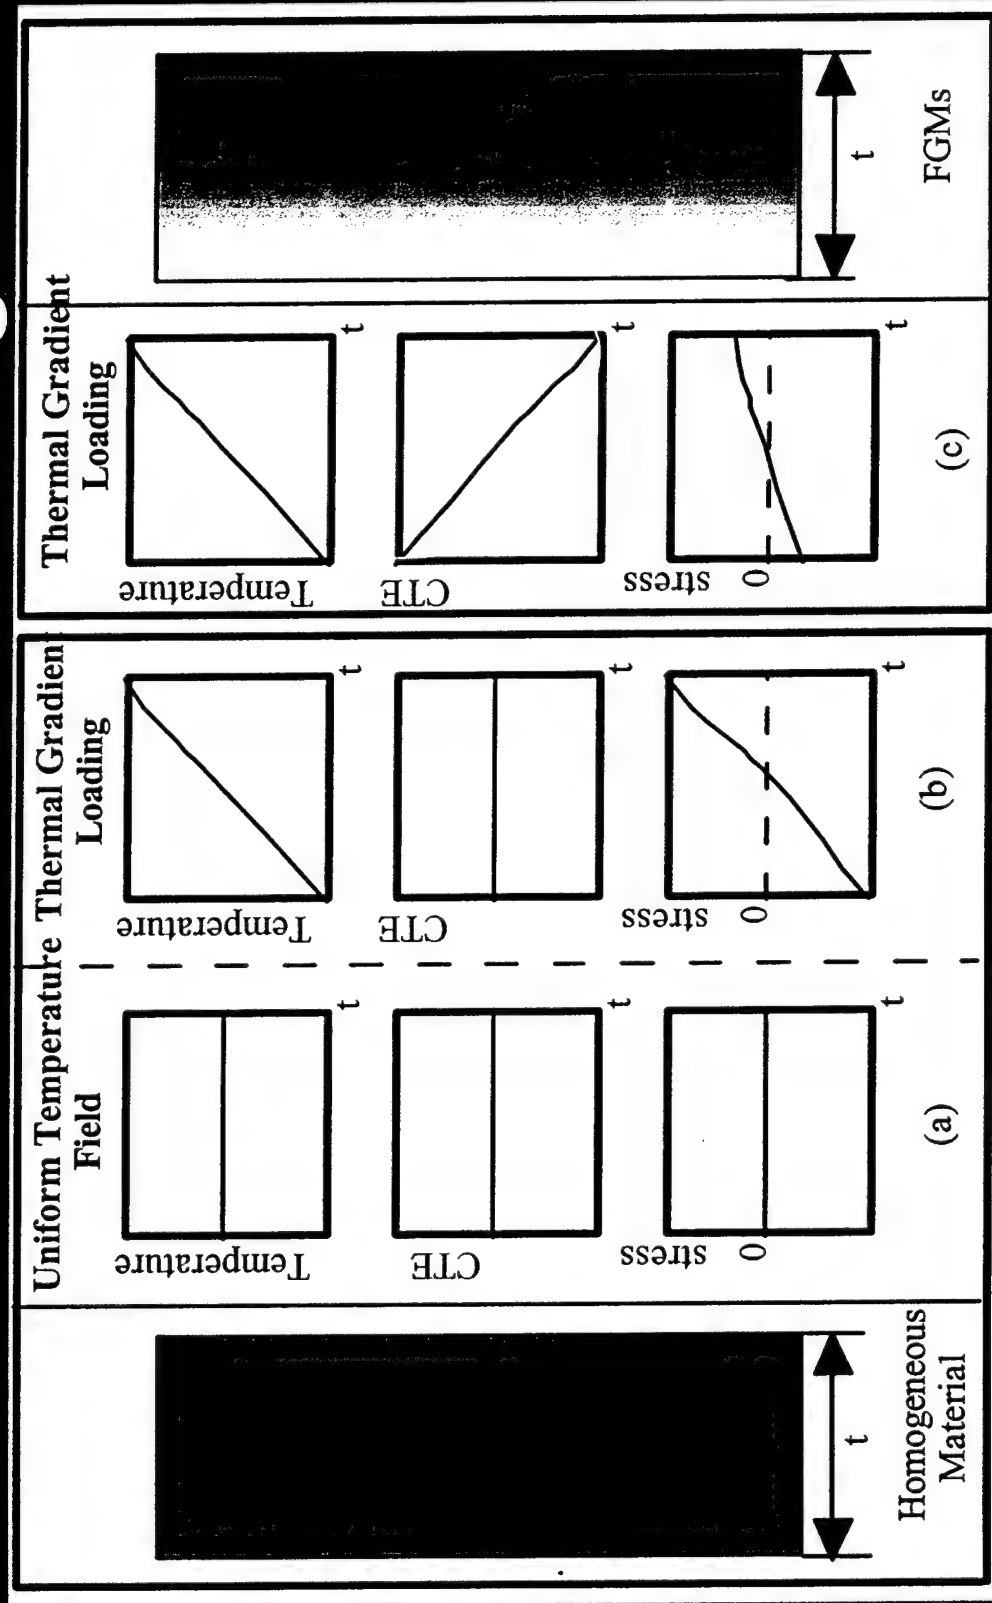 Homogeneous
Material
t
Uniform Temperature
Field
Temperature
t
CTE
t
stress
0
t
(a)
Thermal Gradien
Loading
Temperature
t
CTE
t
stress
0
t
(b)
Thermal Gradient
Loading
Temperature
t
CTE
t
stress
0
t
(c)
t
FGMs